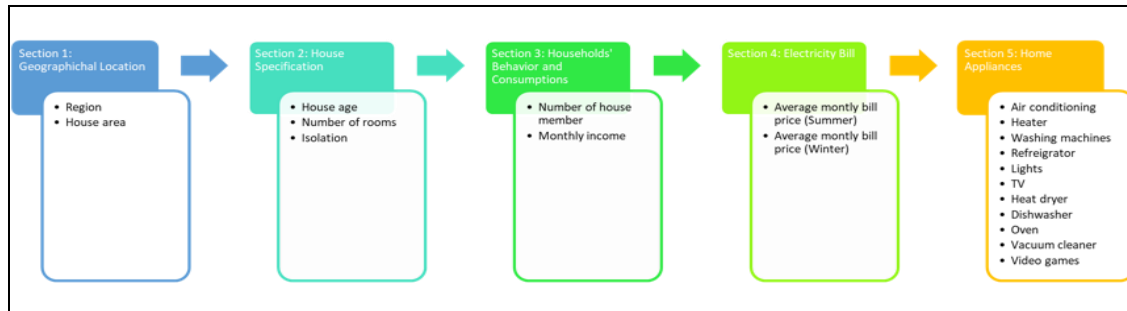 Section 1:
Geographichal Location
• Region
• House area
Section 2: House
Specification
• House age
• Number of rooms
• Isolation
Section 3: Households'
Behavior and
Consumptions
• Number of house
member
• Monthly income
Section 4: Electricity Bill
• Average montly bill
price (Summer)
• Average montly bill
price (Winter)
Section 5: Home
Appliances
• Air conditioning
• Heater
• Washing machines
• Refreigrator
• Lights
• TV
• Heat dryer
• Dishwasher
• Oven
• Vacuum cleaner
• Video games